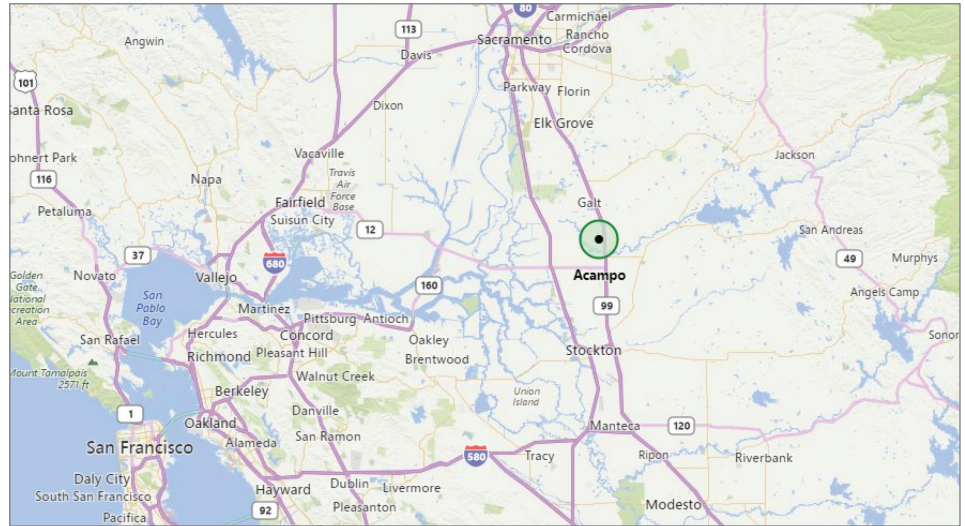 80
Carmichael
113
Rancho
Cordova
Sacramento
Angwin
Davis
101
Parkway
Florin
Dixon
anta Rosa
Elk Grove
Vacaville
Jackson
ohnert Park
Travis
Air
Force
Base
116
Napa
Fairfield
Galt
Petaluma
Suisun City
12
San Andreas
37
680
Acampo
49
Murphys
Golden
Gate
National
ecreation
Area
Novato
Vallejo
160
Angels Camp
San
Pablo
Bay
Martinez
99
Pittsburg
Antioch
San Rafael
Hercules
Concord
Oakley
Sonor
Richmond
Pleasant Hill
Brentwood
Stockton
Mount Tamalpais
2571 ft
Walnut Creek
Berkeley
Union
Island
1
Danville
Oakland
Manteca
120
San Francisco
Alameda
San Ramon
580
Tracy
Ripon
Riverbank
Daly City
Dublin
Livermore
South San Francisco
Hayward
Pleasanton
Modesto
92
Pacifica